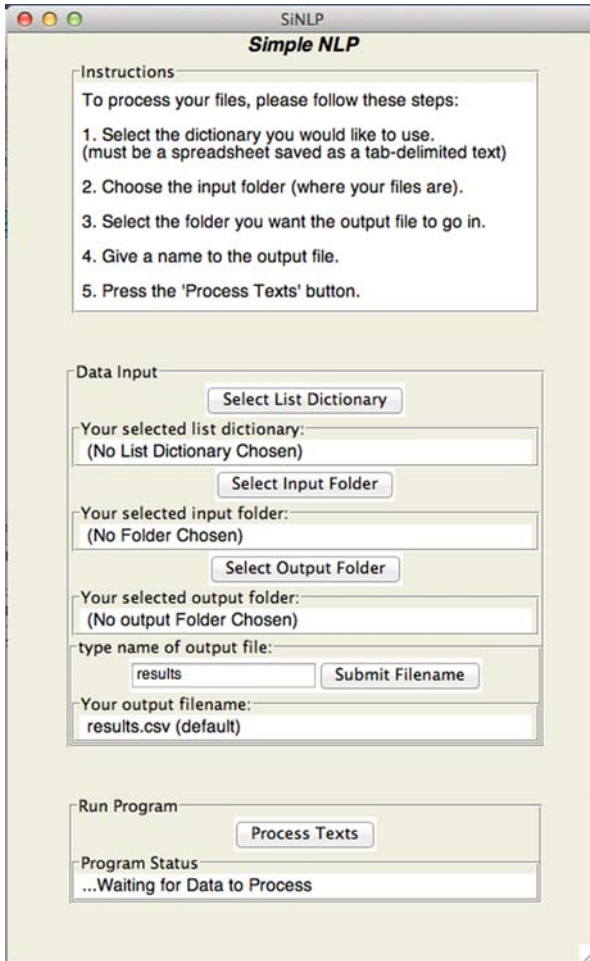 SiNLP
Simple NLP
Instructions
To process your files, please follow these steps:
1. Select the dictionary you would like to use.
(must be a spreadsheet saved as a tab-delimited text)
2. Choose the input folder (where your files are).
3. Select the folder you want the output file to go in.
4. Give a name to the output file.
5. Press the 'Process Texts' button.
Data Input
Select List Dictionary
Your selected list dictionary:
(No List Dictionary Chosen)
Select Input Folder
Your selected input folder:
(No Folder Chosen)
Select Output Folder
Your selected output folder:
(No output Folder Chosen)
type name of output file:
results Submit Filename
Your output filename:
results.csv (default)
Run Program
Process Texts
Program Status
...Waiting for Data to Process